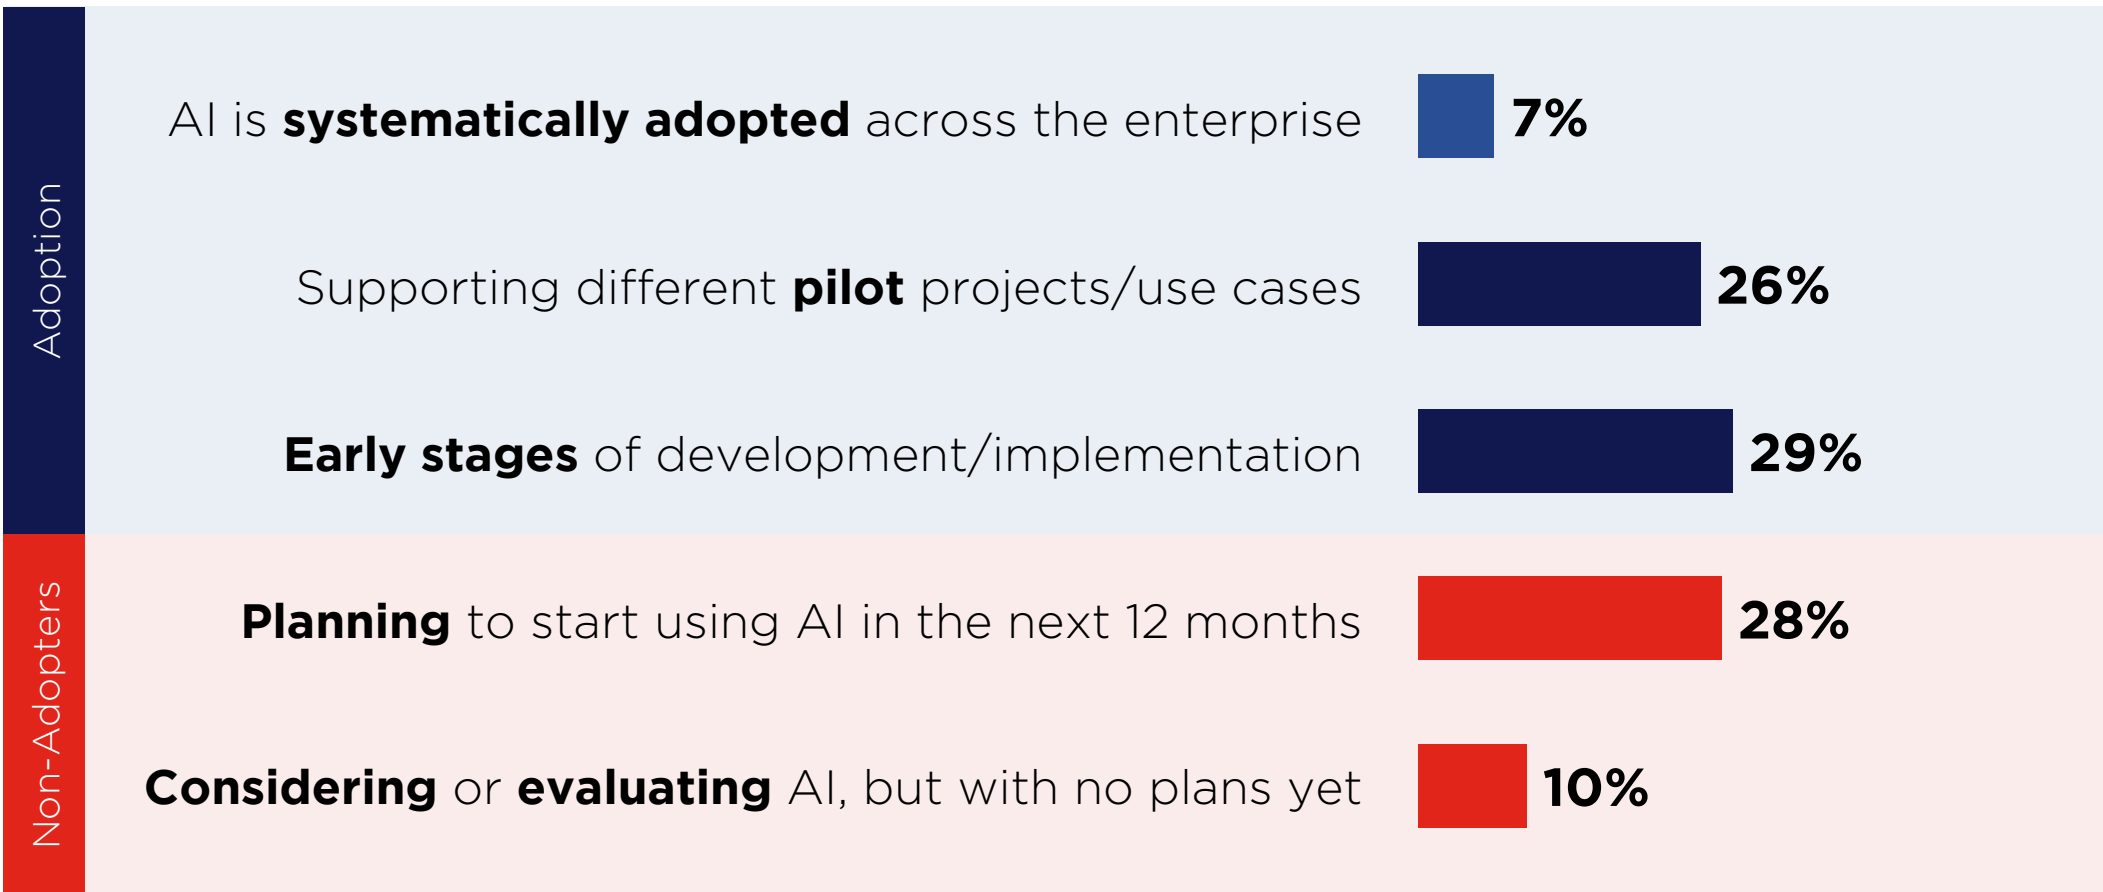 Adoption
AI is systematically adopted across the enterprise 7%
Supporting different pilot projects/use cases 26%
Early stages of development/implementation 29%
Non-Adopters
Planning to start using AI in the next 12 months 28%
Considering or evaluating AI, but with no plans yet 10%